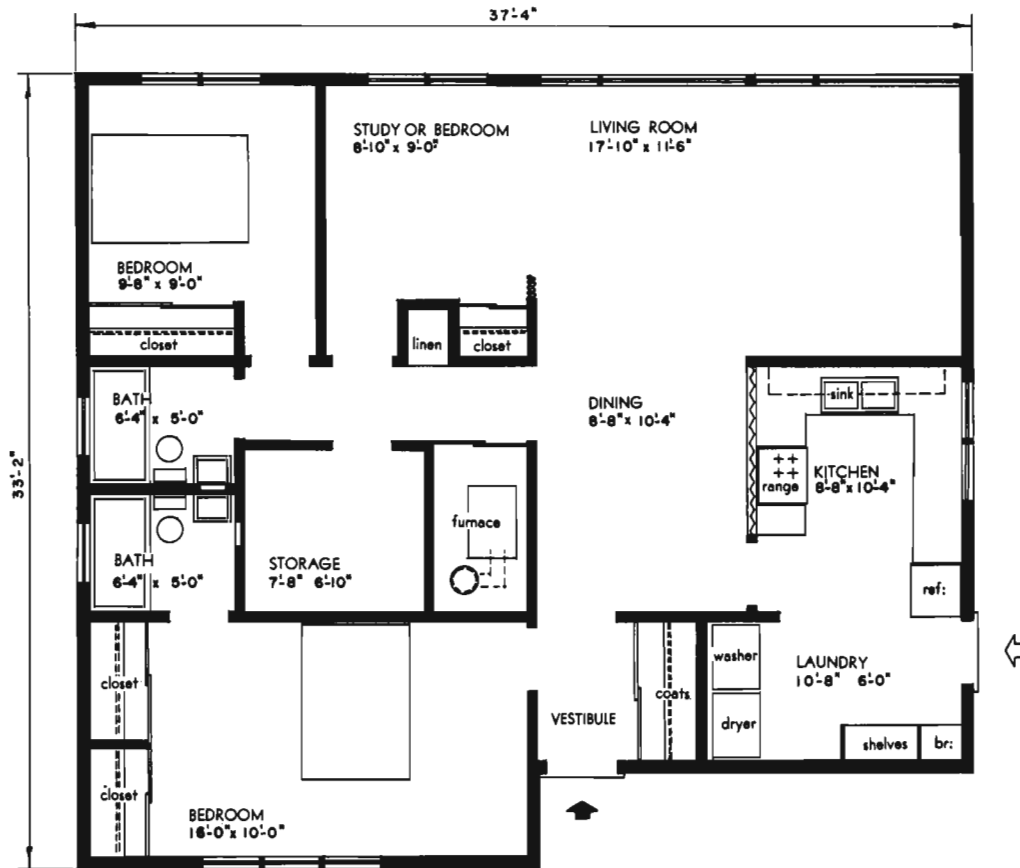 37'-4"
33'-2"
STUDY OR BEDROOM
8'-10" x 9'-0"
LIVING ROOM
17'-10" x 11'-6"
BEDROOM
9'-8" x 9'-0"
closet
linen
closet
BATH
6'-4" x 5'-0"
DINING
8'-8" x 10'-4"
sink
range
KITCHEN
8'-8" x 10'-4"
ref:
BATH
6'-4" x 5'-0"
STORAGE
7'-8" 6'-10"
furnace
closet
closet
BEDROOM
16'-0" x 10'-0"
VESTIBULE
coats
washer
dryer
LAUNDRY
10'-8" 6'-0"
shelves
br: